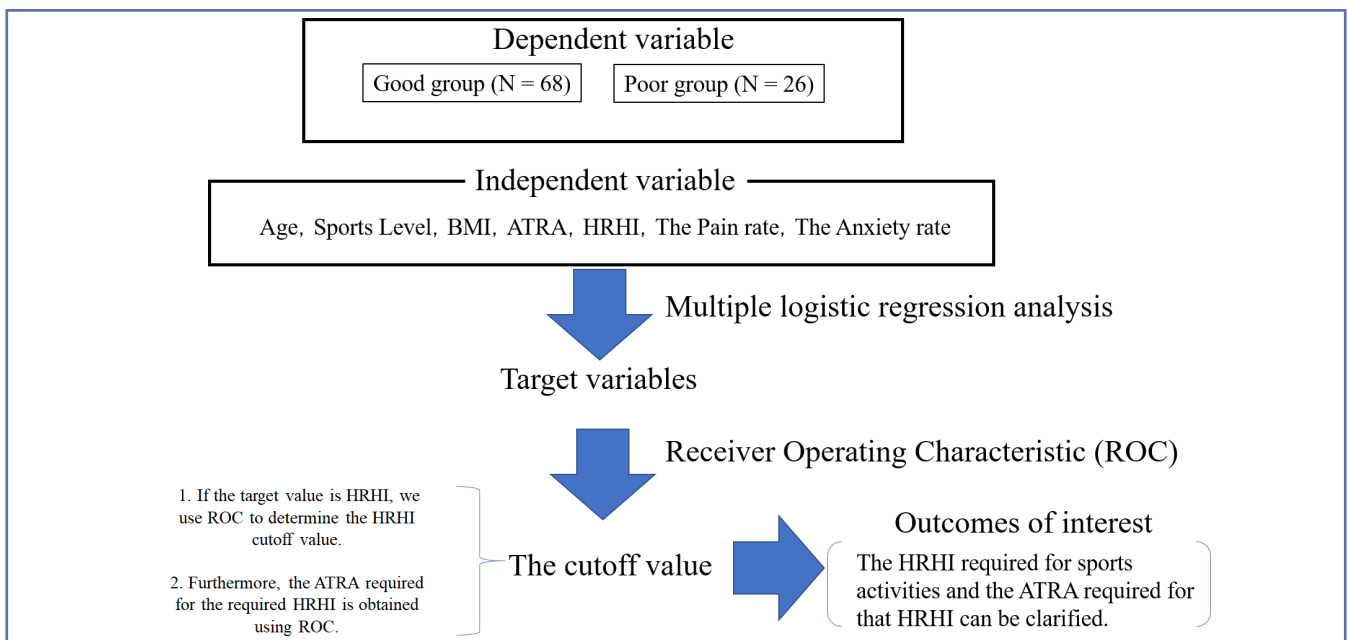 Dependent variable
Good group (N = 68)
Poor group (N = 26)
Independent variable
Age, Sports Level, BMI, ATRA, HRHI, The Pain rate, The Anxiety rate
Multiple logistic regression analysis
Target variables
Receiver Operating Characteristic (ROC)
1. If the target value is HRHI, we
use ROC to determine the HRHI
cutoff value.
2. Furthermore, the ATRA required
for the required HRHI is obtained
using ROC.
The cutoff value
Outcomes of interest
The HRHI required for sports
activities and the ATRA required for
that HRHI can be clarified.